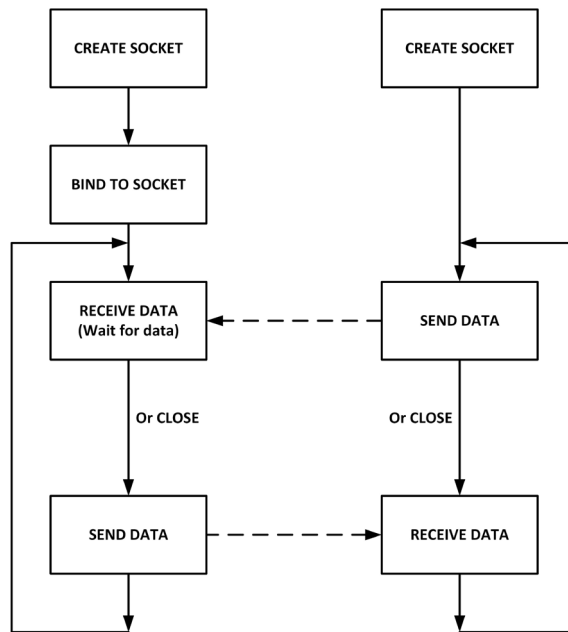 CREATE SOCKET
CREATE SOCKET
BIND TO SOCKET
RECEIVE DATA
(Wait for data)
SEND DATA
Or CLOSE
Or CLOSE
SEND DATA
RECEIVE DATA